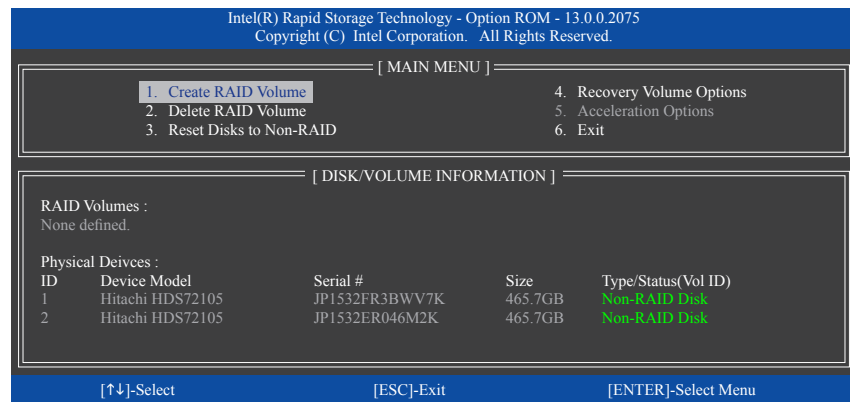 Intel(R) Rapid Storage Technology - Option ROM - 13.0.0.2075
Copyright (C) Intel Corporation. All Rights Reserved.
[ MAIN MENU ]
1. Create RAID Volume
2. Delete RAID Volume
3. Reset Disks to Non-RAID
4. Recovery Volume Options
5. Acceleration Options
6. Exit
[ DISK/VOLUME INFORMATION ]
RAID Volumes :
None defined.
Physical Deivces :
ID Device Model Serial # Size Type/Status(Vol ID)
1 Hitachi HDS72105 JP1532FR3BWV7K 465.7GB Non-RAID Disk
2 Hitachi HDS72105 JP1532ER046M2K 465.7GB Non-RAID Disk
[↑↓]-Select [ESC]-Exit [ENTER]-Select Menu